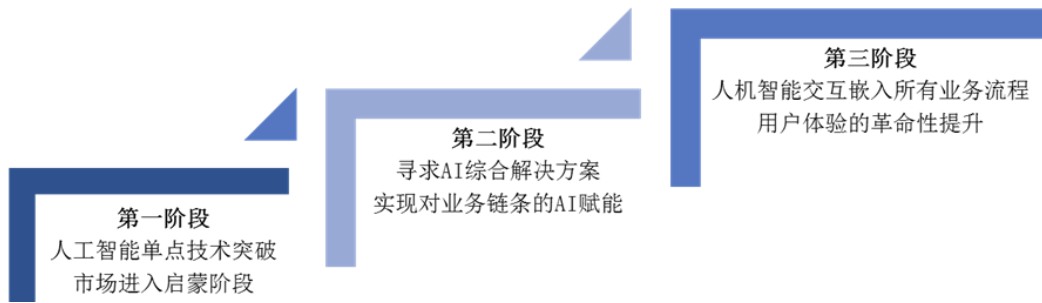 第一阶段
人工智能单点技术突破
市场进入启蒙阶段
第二阶段
寻求AI综合解决方案
实现对业务链条的AI赋能
第三阶段
人机智能交互嵌入所有业务流程
用户体验的革命性提升